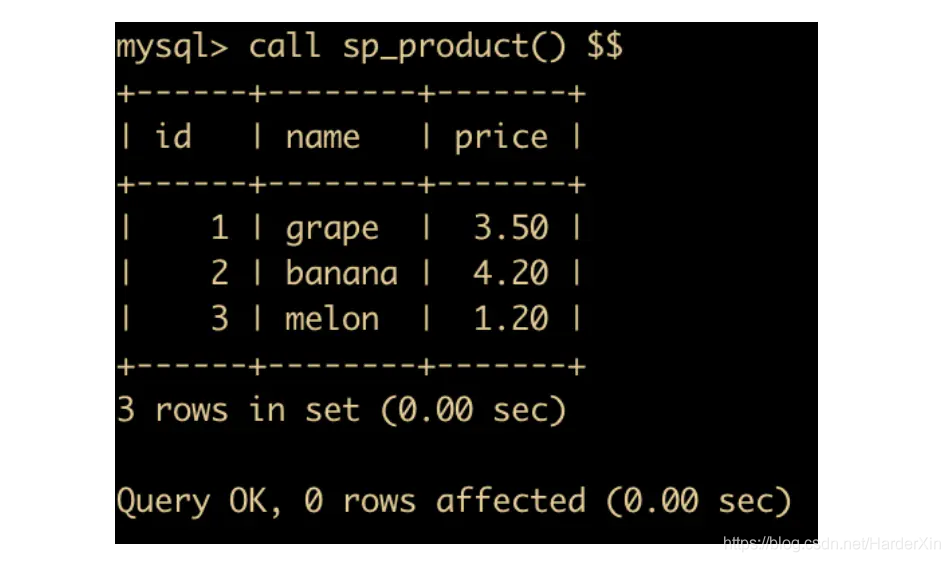 mysql> call sp_product() $$
+------+--------+-------+
| id   | name   | price |
+------+--------+-------+
|    1 | grape  |  3.50 |
|    2 | banana |  4.20 |
|    3 | melon  |  1.20 |
+------+--------+-------+
3 rows in set (0.00 sec)
Query OK, 0 rows affected (0.00 sec)
https://blog.csdn.net/HarderXin